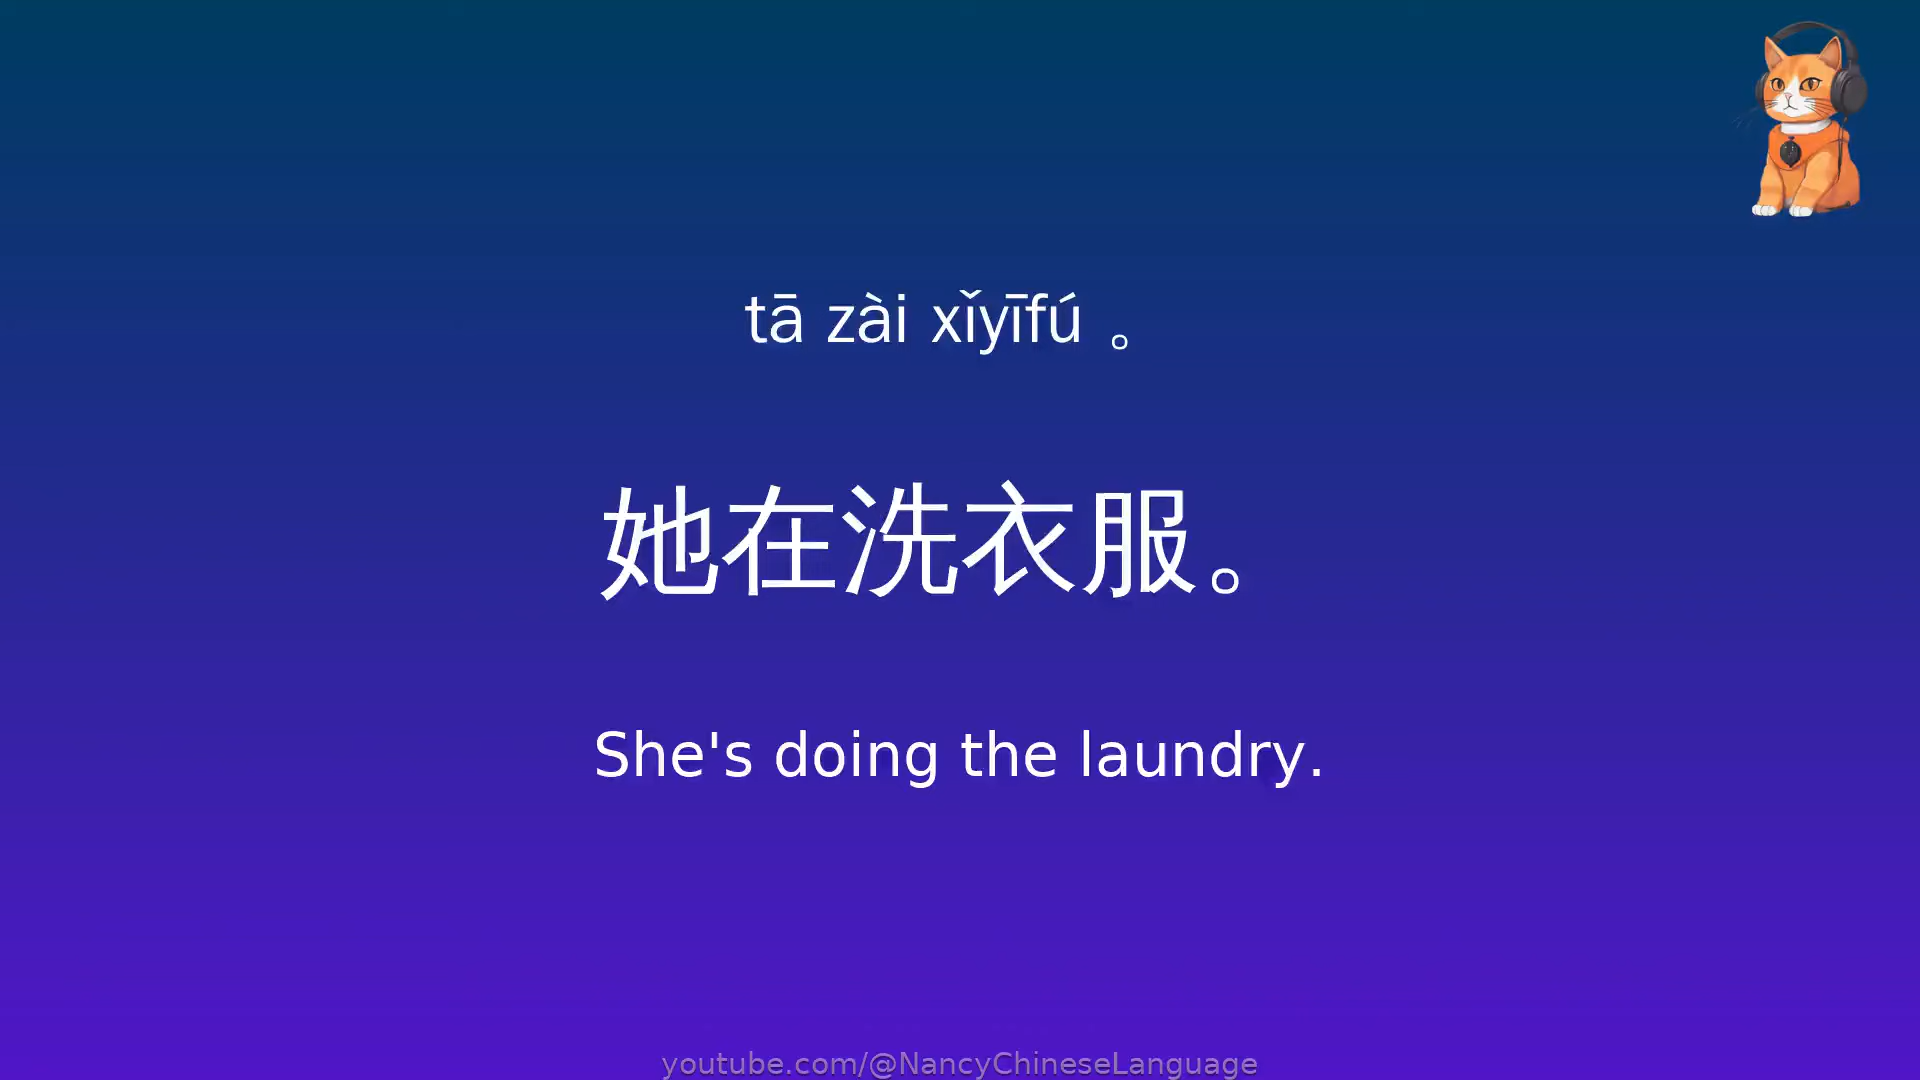 tā zài xǐyīfú 。
她在洗衣服。
She's doing the laundry.
youtube.com/@NancyChineseLanguage